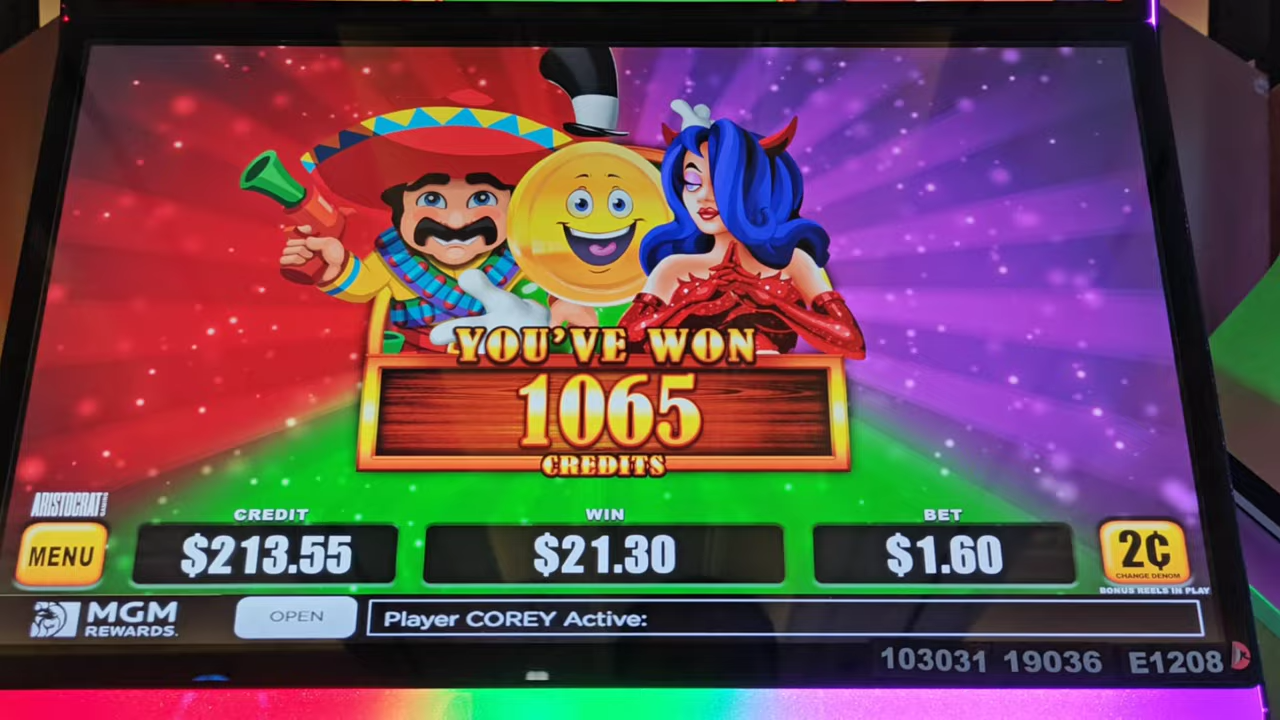 YOU'VE WON
1065
CREDITS
ARISTOCRAT
CREDIT
WIN
BET
MENU
$213.55
$21.30
$1.60
2¢
CHANGE DENOM
BONUS REELS IN PLAY
MGM
REWARDS.
OPEN
Player COREY Active:
103031 19036 E1208